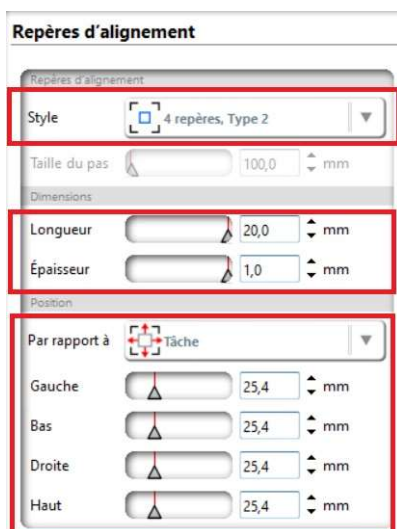 Repères d'alignement
Repères d'alignement
Style 4 repères, Type 2
Taille du pas 100,0 mm
Dimensions
Longueur 20,0 mm
Épaisseur 1,0 mm
Position
Par rapport à Tâche
Gauche 25,4 mm
Bas 25,4 mm
Droite 25,4 mm
Haut 25,4 mm